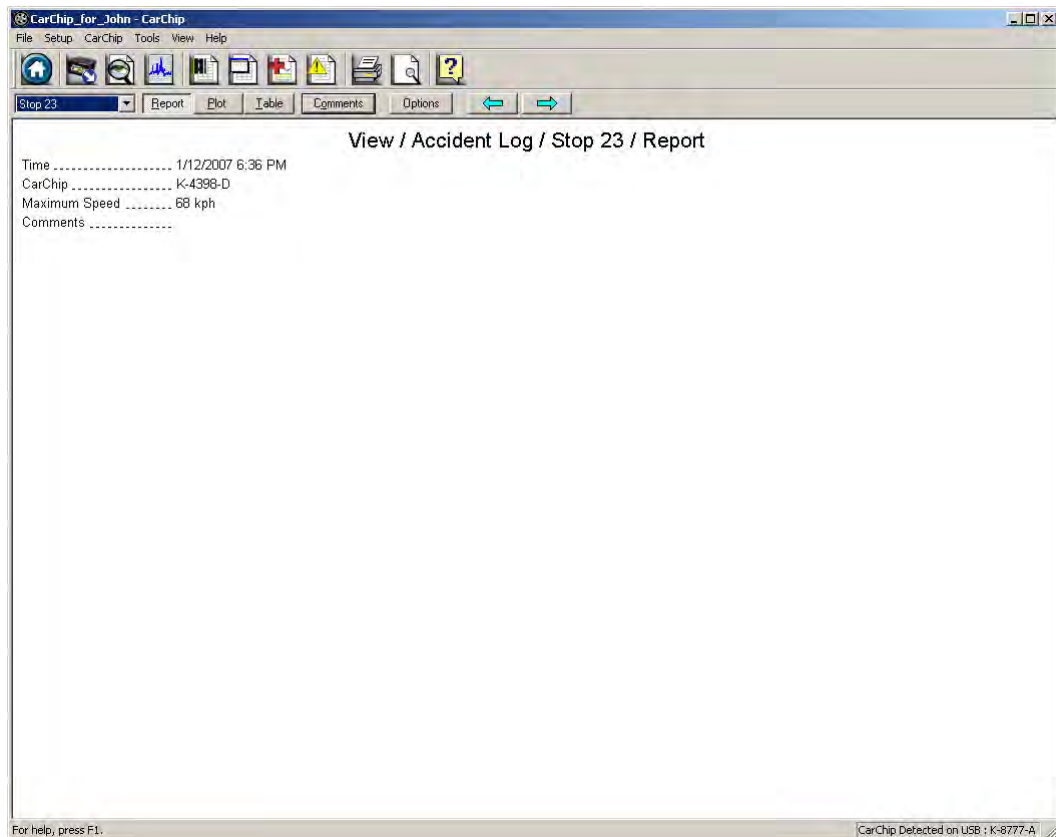 CarChip_for_John - CarChip
File Setup CarChip Tools View Help
Stop 23 Report Plot Table Comments Options
View / Accident Log / Stop 23 / Report
Time .................... 1/12/2007 6:36 PM
CarChip ................. K-4398-D
Maximum Speed ........ 68 kph
Comments ..............
For help, press F1. CarChip Detected on USB : K-8777-A